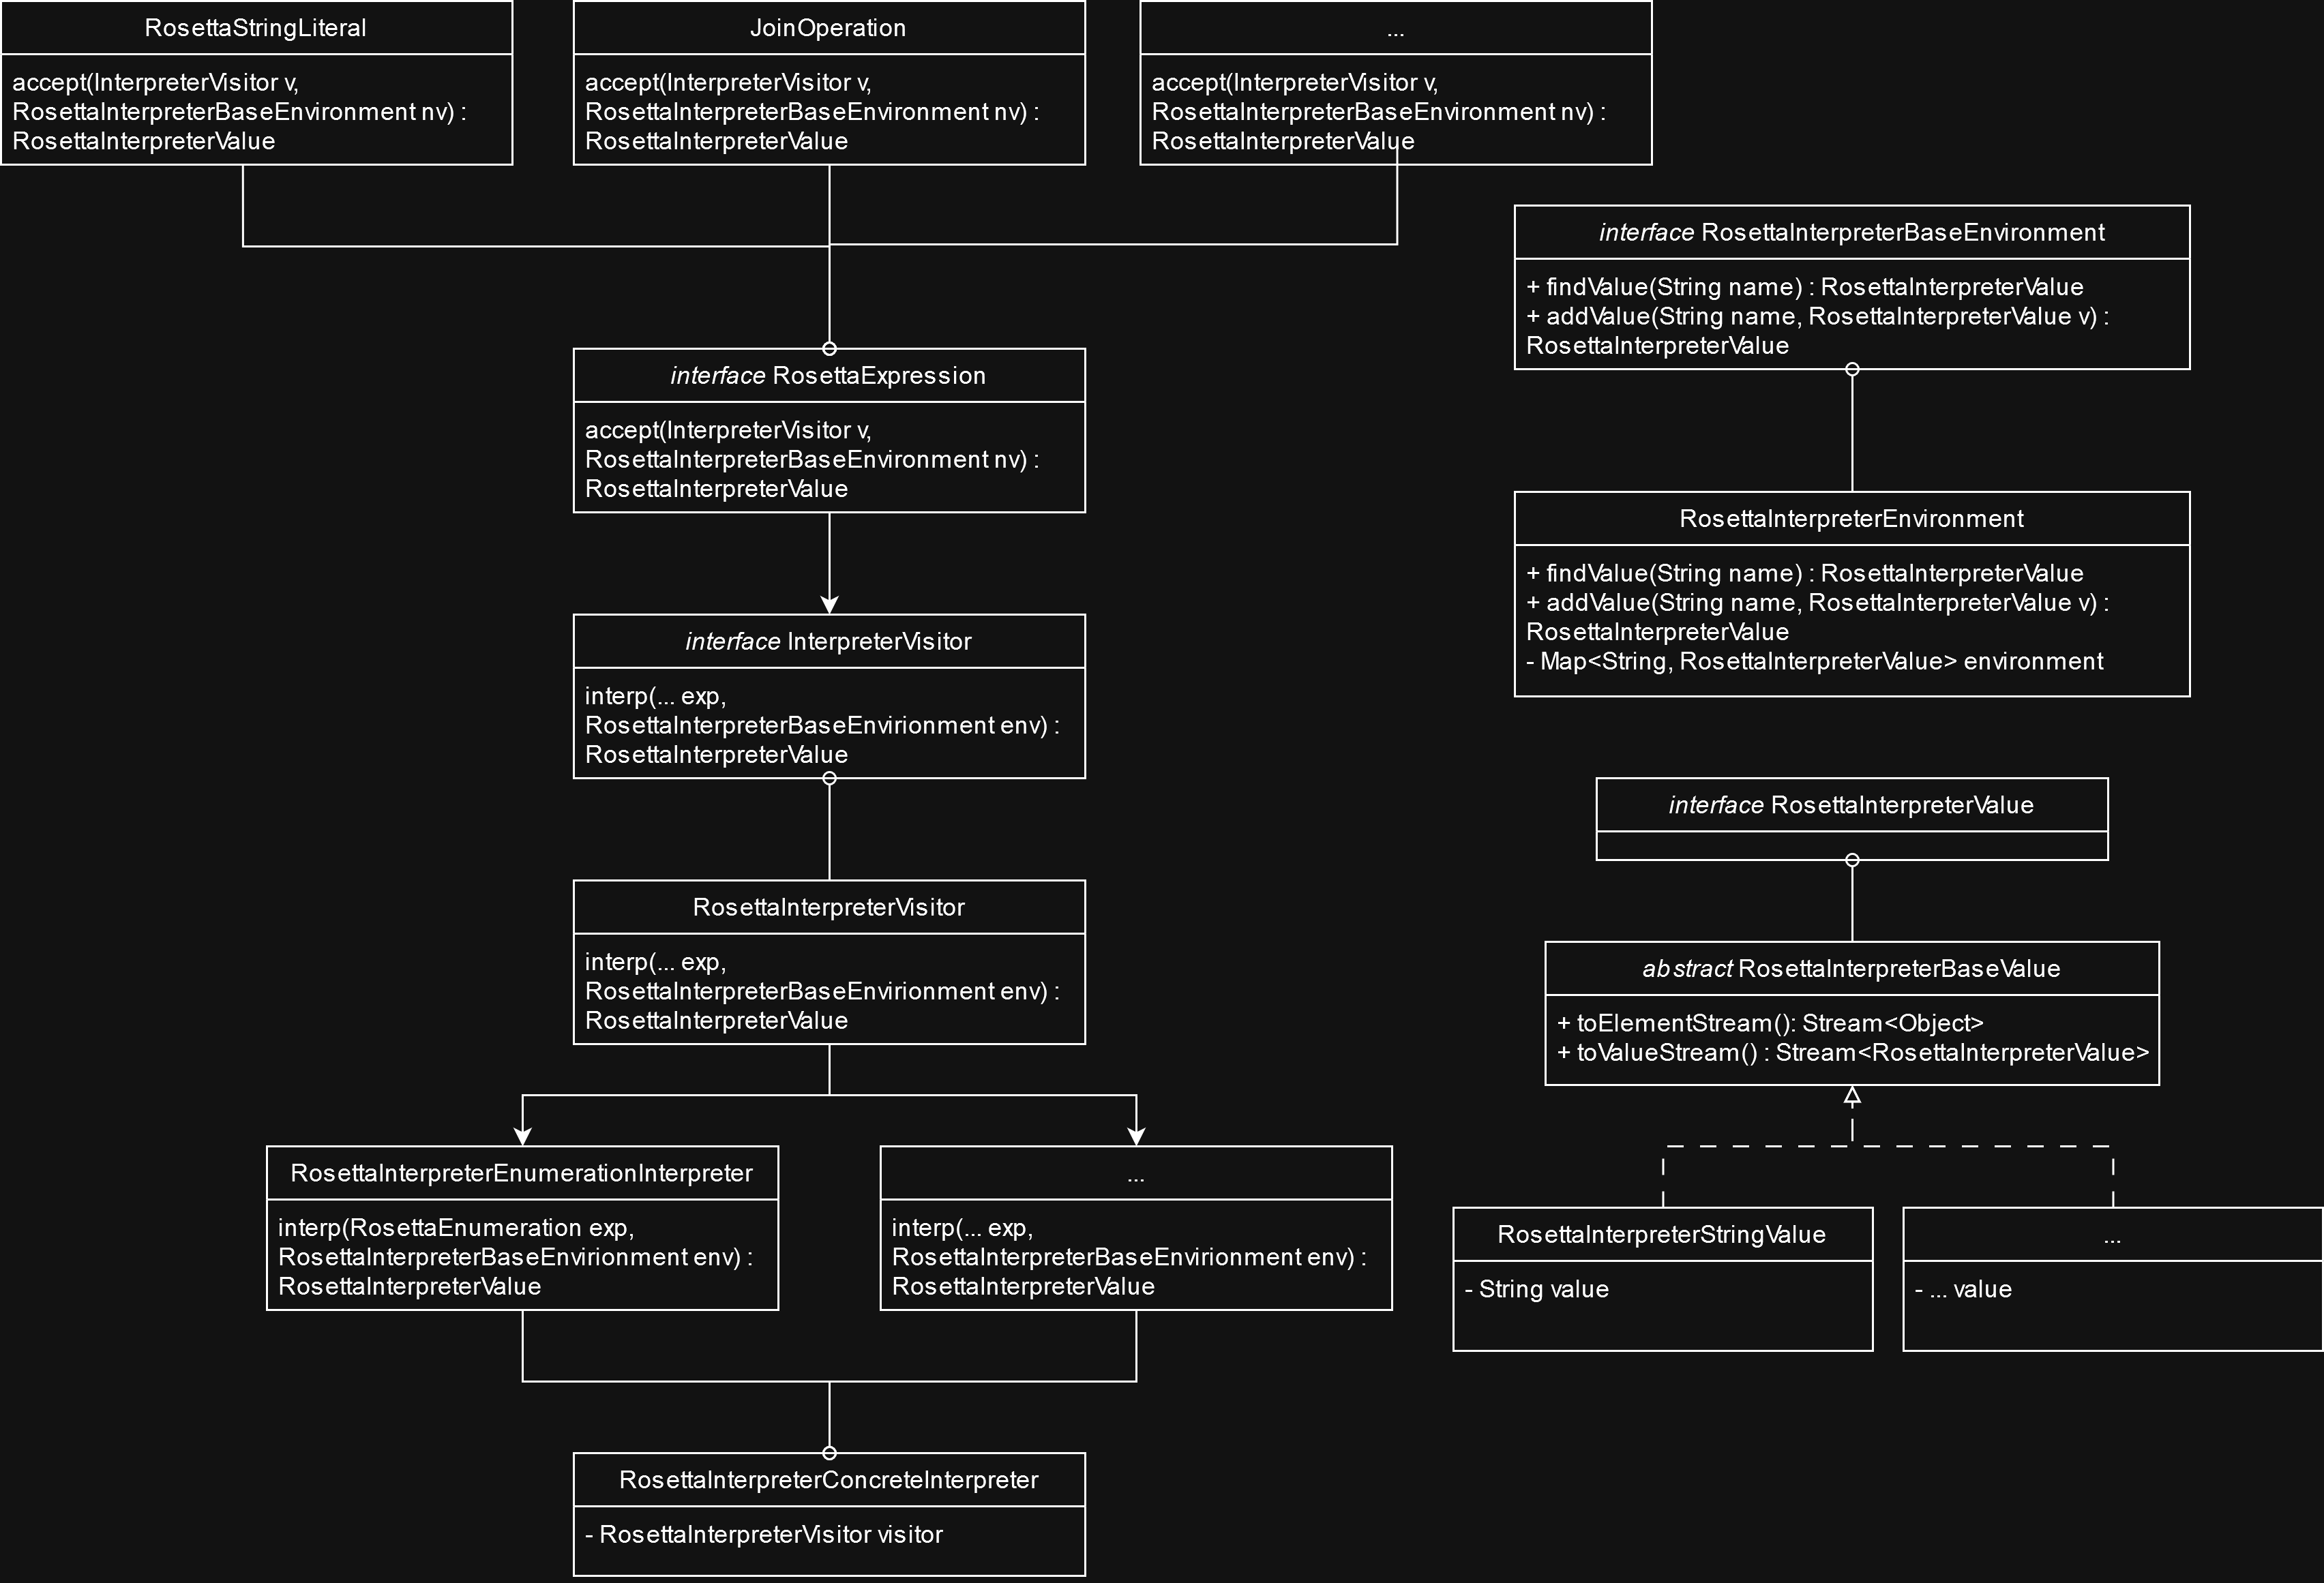 RosettaStringLiteral
accept(InterpreterVisitor v,
RosettaInterpreterBaseEnvironment nv) :
RosettaInterpreterValue
JoinOperation
accept(InterpreterVisitor v,
RosettaInterpreterBaseEnvironment nv) :
RosettaInterpreterValue
...
accept(InterpreterVisitor v,
RosettaInterpreterBaseEnvironment nv) :
RosettaInterpreterValue
interface RosettaExpression
accept(InterpreterVisitor v,
RosettaInterpreterBaseEnvironment nv) :
RosettaInterpreterValue
interface InterpreterVisitor
interp(... exp,
RosettaInterpreterBaseEnvirionment env) :
RosettaInterpreterValue
RosettaInterpreterVisitor
interp(... exp,
RosettaInterpreterBaseEnvirionment env) :
RosettaInterpreterValue
RosettaInterpreterEnumerationInterpreter
interp(RosettaEnumeration exp,
RosettaInterpreterBaseEnvirionment env) :
RosettaInterpreterValue
...
interp(... exp,
RosettaInterpreterBaseEnvirionment env) :
RosettaInterpreterValue
RosettaInterpreterConcreteInterpreter
- RosettaInterpreterVisitor visitor
interface RosettaInterpreterBaseEnvironment
+ findValue(String name) : RosettaInterpreterValue
+ addValue(String name, RosettaInterpreterValue v) :
RosettaInterpreterValue
RosettaInterpreterEnvironment
+ findValue(String name) : RosettaInterpreterValue
+ addValue(String name, RosettaInterpreterValue v) :
RosettaInterpreterValue
- Map<String, RosettaInterpreterValue> environment
interface RosettaInterpreterValue
abstract RosettaInterpreterBaseValue
+ toElementStream(): Stream<Object>
+ toValueStream() : Stream<RosettaInterpreterValue>
RosettaInterpreterStringValue
- String value
...
- ... value